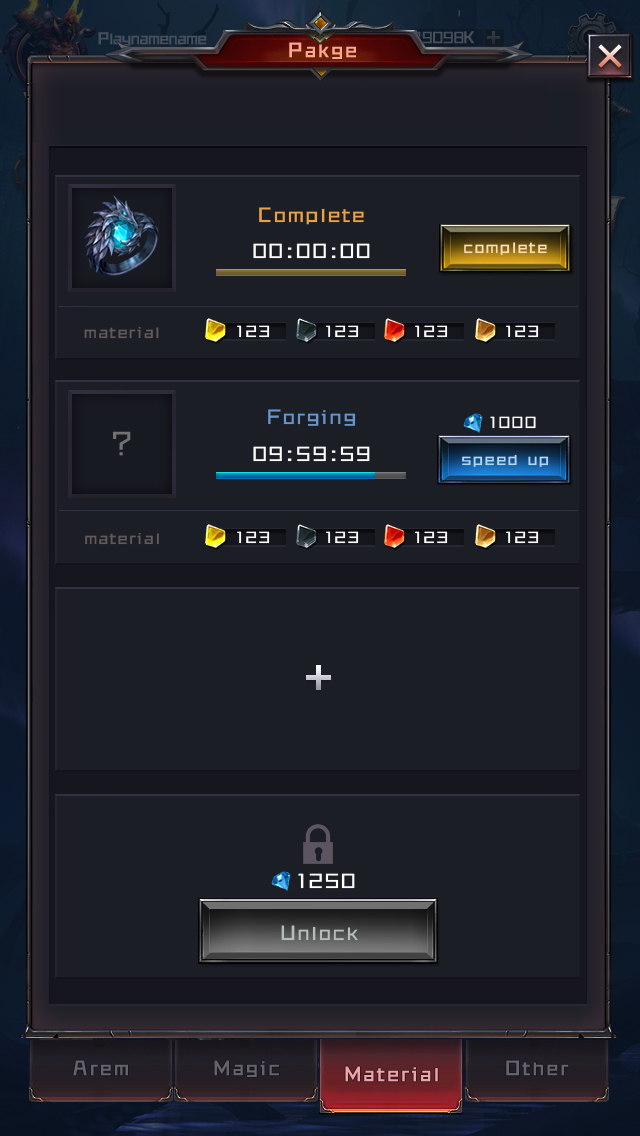 Playnamename
19098K +
Pakge
Complete
00:00:00
complete
material 123 123 123 123
?
Forging
09:59:59
1000
speed up
material 123 123 123 123
+
1250
Unlock
Arem Magic Material Other